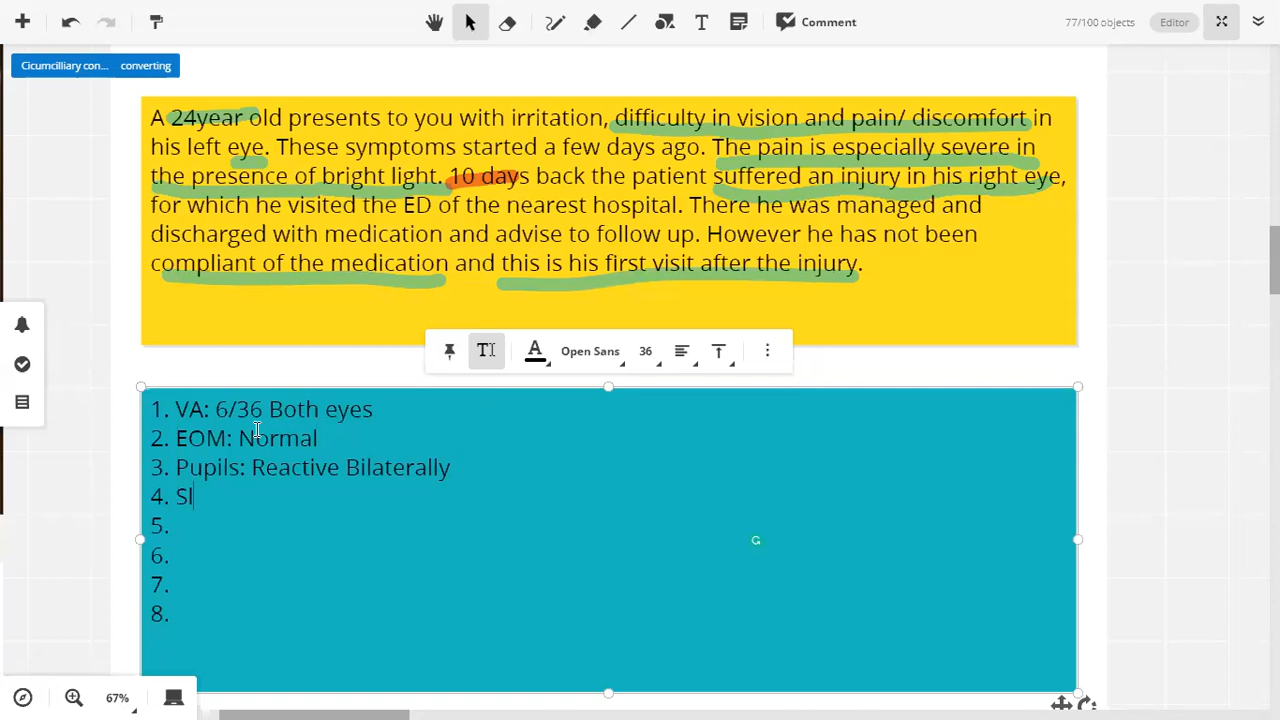 Comment
77/100 objects
Editor
Cicumcilliary con... converting
A 24year old presents to you with irritation, difficulty in vision and pain/ discomfort in
his left eye. These symptoms started a few days ago. The pain is especially severe in
the presence of bright light. 10 days back the patient suffered an injury in his right eye,
for which he visited the ED of the nearest hospital. There he was managed and
discharged with medication and advise to follow up. However he has not been
compliant of the medication and this is his first visit after the injury.
Open Sans 36
1. VA: 6/36 Both eyes
2. EOM: Normal
3. Pupils: Reactive Bilaterally
4. Sl
5.
6.
7.
8.
67%